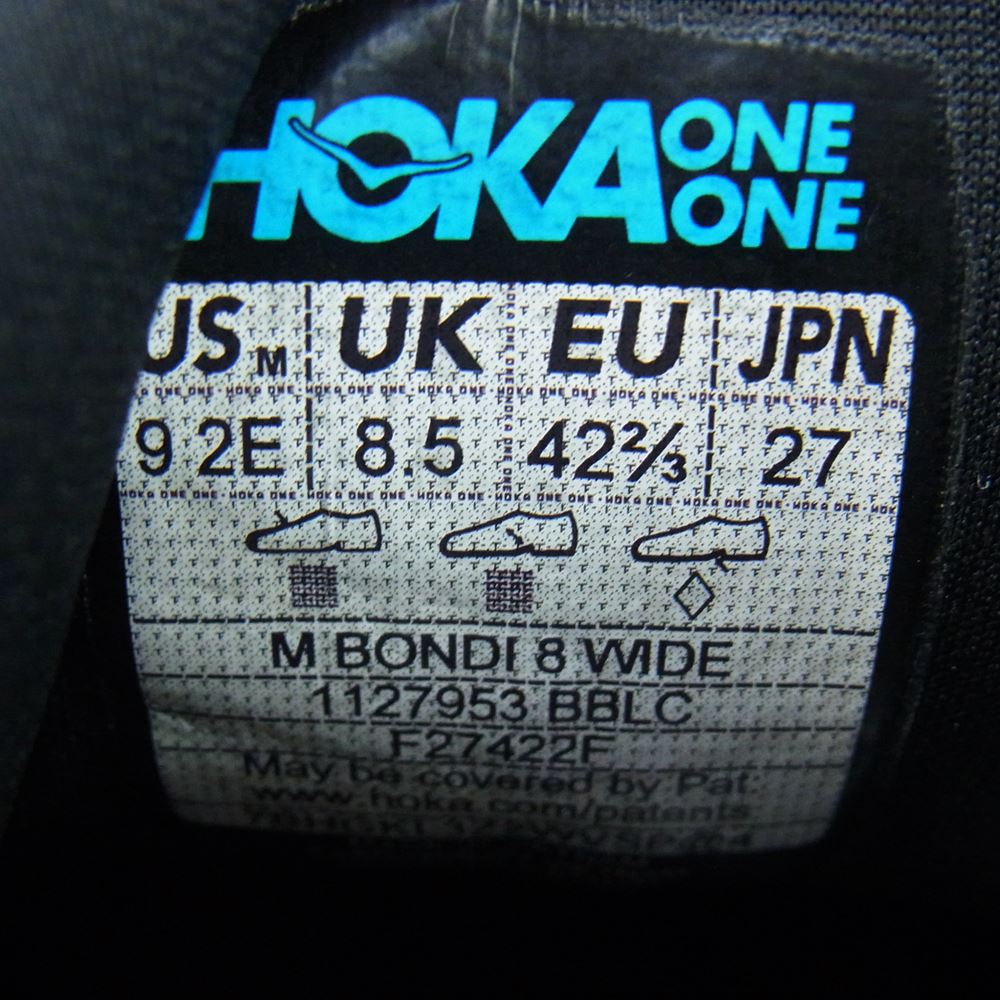 HOKA ONE ONE
US M UK EU JPN
9 2E 8.5 42⅔ 27
M BONDI 8 WIDE
1127953 BBLC
F27422F
May be covered by Pat:
www.hoka.com/patents